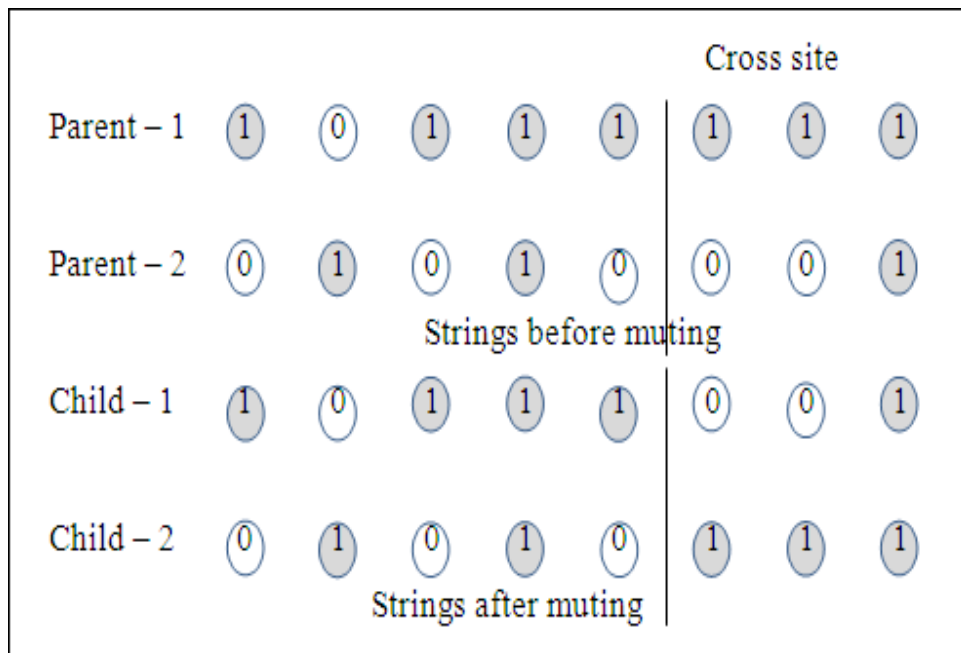 Cross site
Parent – 1 1 0 1 1 1 1 1 1
Parent – 2 0 1 0 1 0 0 0 1
Strings before muting
Child – 1 1 0 1 1 1 0 0 1
Child – 2 0 1 0 1 0 1 1 1
Strings after muting